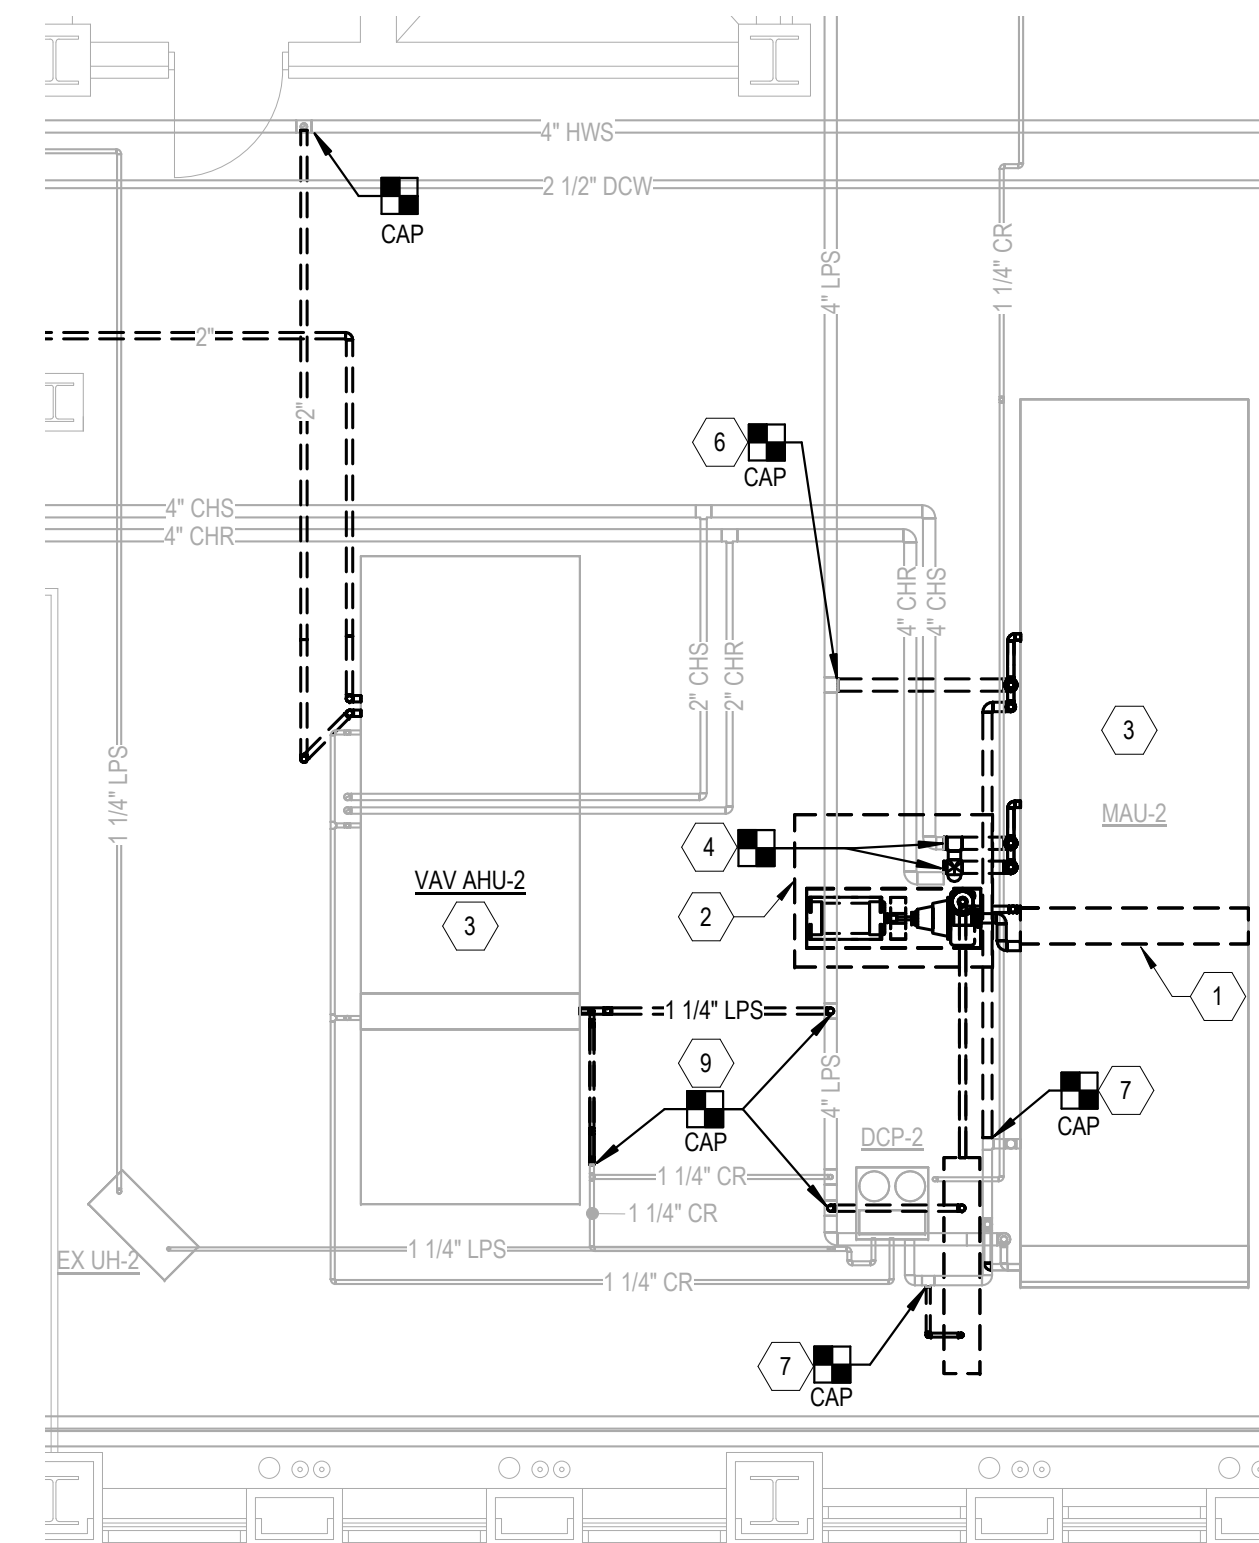 4" HWS
2 1/2" DCW
CAP
1 1/4" CR
4" LPS
2"
2"
6
CAP
4" CHS
4" CHR
4" CHR
4" CHS
2" CHS
2" CHR
3
1 1/4" LPS
MAU-2
4
VAV AHU-2
2
3
1
1 1/4" LPS
9
4" LPS
7
CAP
CAP
DCP-2
1 1/4" CR
1 1/4" CR
1 1/4" LPS
EX UH-2
1 1/4" CR
7
CAP